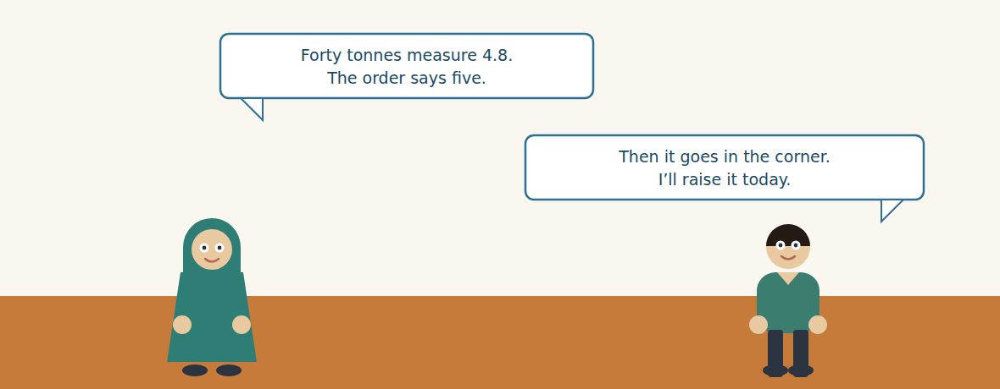 Forty tonnes measure 4.8.
The order says five.
Then it goes in the corner.
I’ll raise it today.